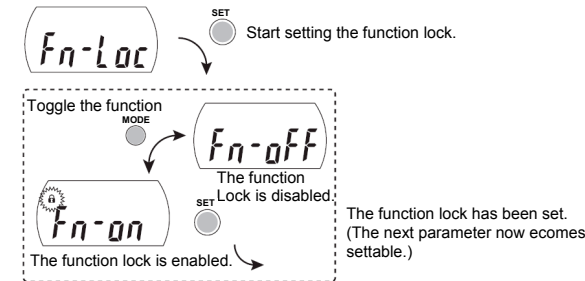 SET
Start setting the function lock.
Fn-Loc
Toggle the function
MODE
Fn-oFF
The function
Lock is disabled.
SET
Fn-on
The function lock is enabled.
The function lock has been set.
(The next parameter now ecomes
settable.)